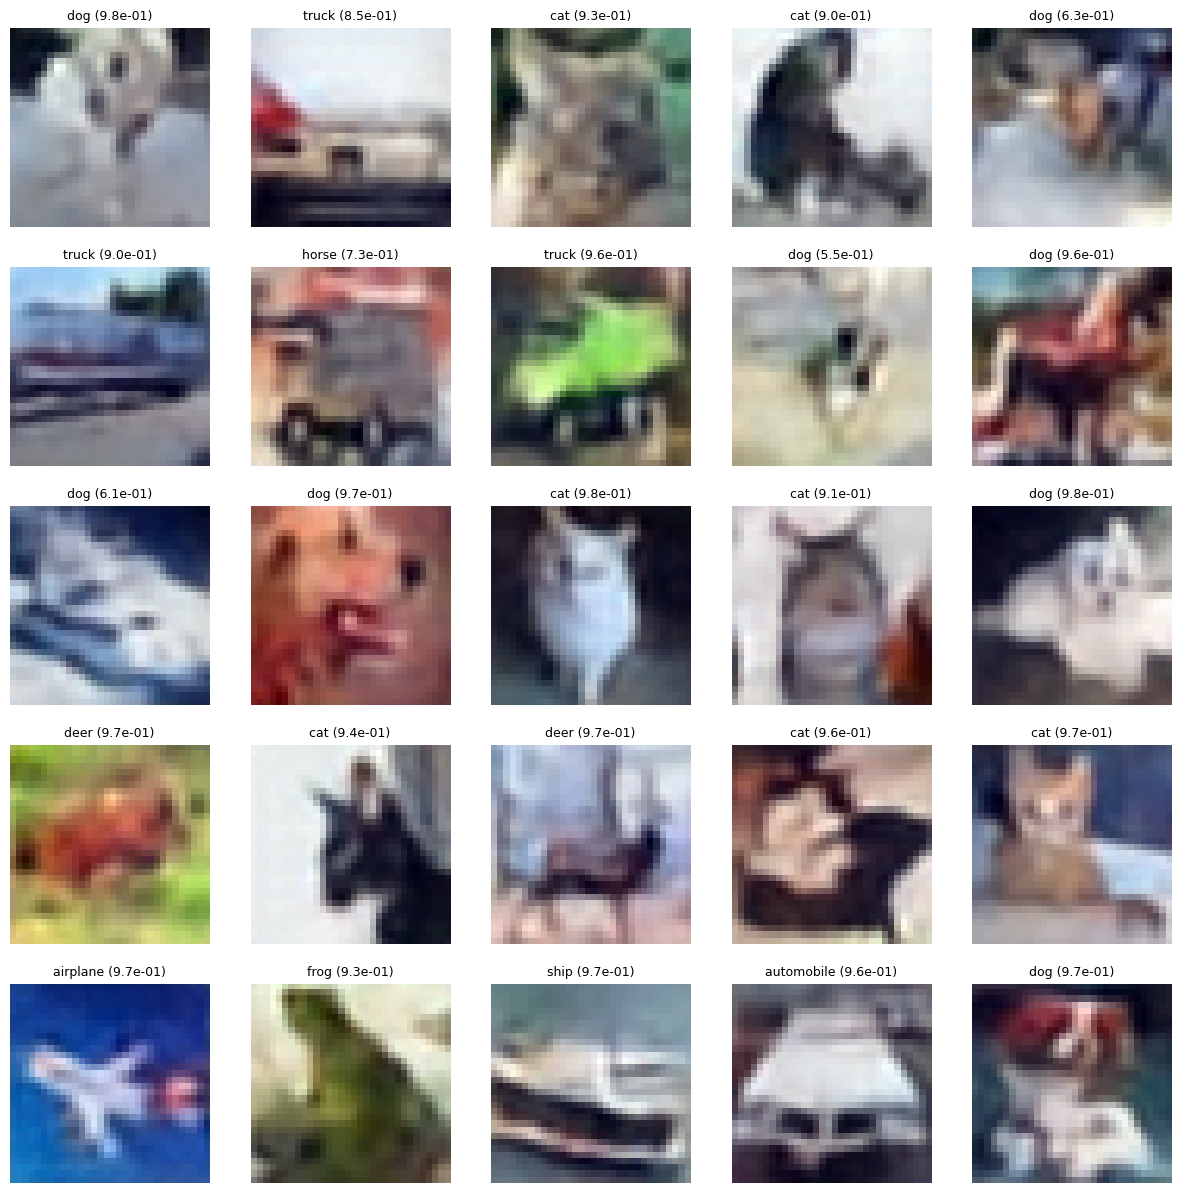 dog (9.8e-01)
truck (8.5e-01)
cat (9.3e-01)
cat (9.0e-01)
dog (6.3e-01)
truck (9.0e-01)
horse (7.3e-01)
truck (9.6e-01)
dog (5.5e-01)
dog (9.6e-01)
dog (6.1e-01)
dog (9.7e-01)
cat (9.8e-01)
cat (9.1e-01)
dog (9.8e-01)
deer (9.7e-01)
cat (9.4e-01)
deer (9.7e-01)
cat (9.6e-01)
cat (9.7e-01)
airplane (9.7e-01)
frog (9.3e-01)
ship (9.7e-01)
automobile (9.6e-01)
dog (9.7e-01)